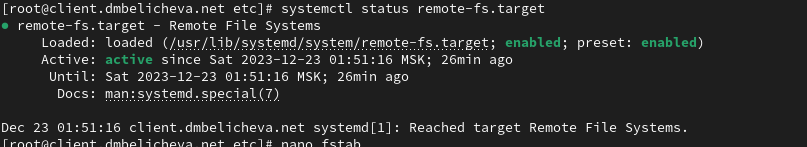 [root@client.dmbelicheva.net etc]# systemctl status remote-fs.target
● remote-fs.target - Remote File Systems
     Loaded: loaded (/usr/lib/systemd/system/remote-fs.target; enabled; preset: enabled)
     Active: active since Sat 2023-12-23 01:51:16 MSK; 26min ago
      Until: Sat 2023-12-23 01:51:16 MSK; 26min ago
       Docs: man:systemd.special(7)
Dec 23 01:51:16 client.dmbelicheva.net systemd[1]: Reached target Remote File Systems.
[root@client.dmbelicheva.net etc]# nano fstab